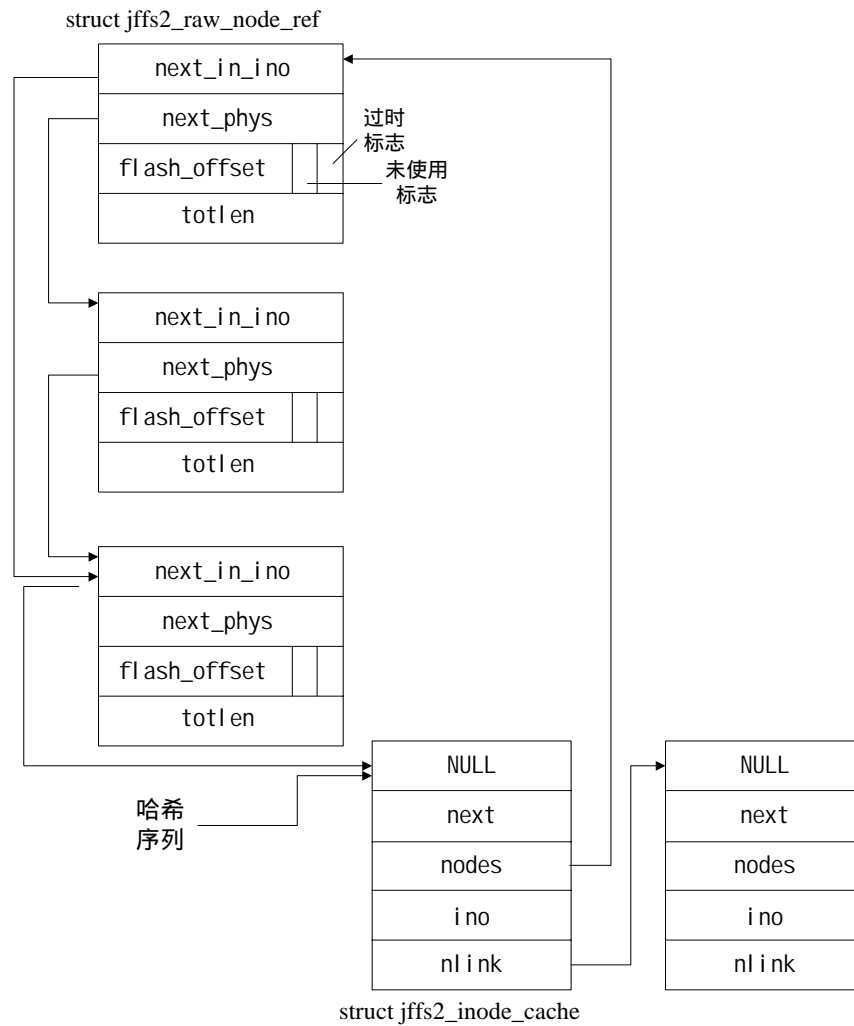 struct jffs2_raw_node_ref
next_in_ino
next_phys
flash_offset
totlen
过时
标志
未使用
标志
next_in_ino
next_phys
flash_offset
totlen
next_in_ino
next_phys
flash_offset
totlen
哈希
序列
NULL
next
nodes
ino
nlink
NULL
next
nodes
ino
nlink
struct jffs2_inode_cache